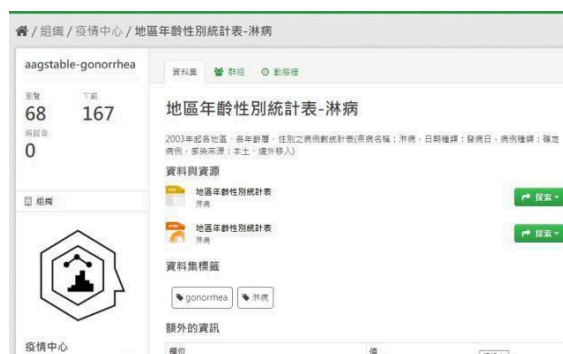 / 組織 / 疫情中心 / 地區年齡性別統計表-淋病
aagstable-gonorrhea
瀏覽 下載
68 167
0
組織
疫情中心
資料集 群組 動態牆
地區年齡性別統計表-淋病
2003年起各地區、各年齡層、性別之病例數統計表(疾病名稱：淋病，日期種類：發病日，病例種類：確定
病例，感染來源：本土、境外移入)
資料與資源
地區年齡性別統計表
淋病
探索
地區年齡性別統計表
淋病
探索
資料集標籤
gonorrhea 淋病
額外的資訊
欄位 值